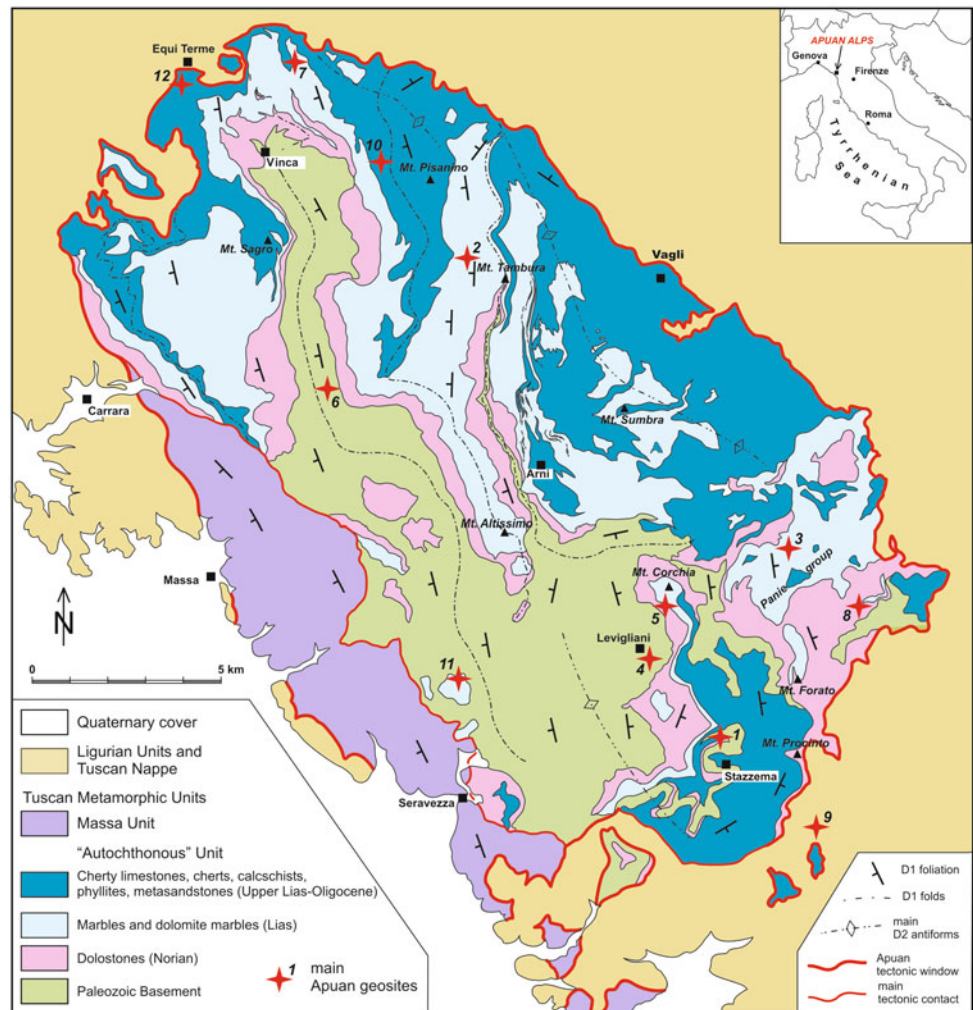 Equi Terme
12
7
Vinca
10
Mt. Pisanino
Mt. Sagro
2
Mt. Tambura
Vagli
6
Carrara
Mt. Sumbra
Arni
Mt. Altissimo
3
Panie group
Massa
Mt. Corchia
5
8
Levigliani
4
Mt. Forato
11
1
Mt. Procinto
Stazzema
Seravezza
9
N
0
5 km
APUAN ALPS
Genova
Firenze
Roma
Tyrrhenian
Sea
Quaternary cover
Ligurian Units and
Tuscan Nappe
Tuscan Metamorphic Units
Massa Unit
“Autochthonous” Unit
Cherty limestones, cherts, calcschists,
phyllites, metasandstones (Upper Lias-Oligocene)
Marbles and dolomite marbles (Lias)
Dolostones (Norian)
Paleozoic Basement
1
main
Apuan geosites
D1 foliation
D1 folds
main
D2 antiforms
Apuan
tectonic window
main
tectonic contact